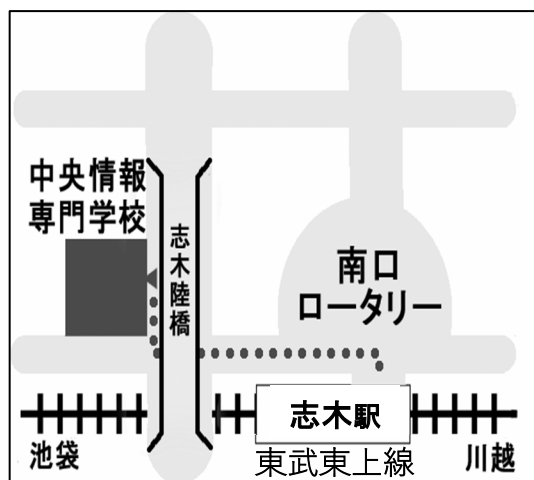 中央情報
専門学校
志木陸橋
南口
ロータリー
志木駅
池袋
東武東上線
川越